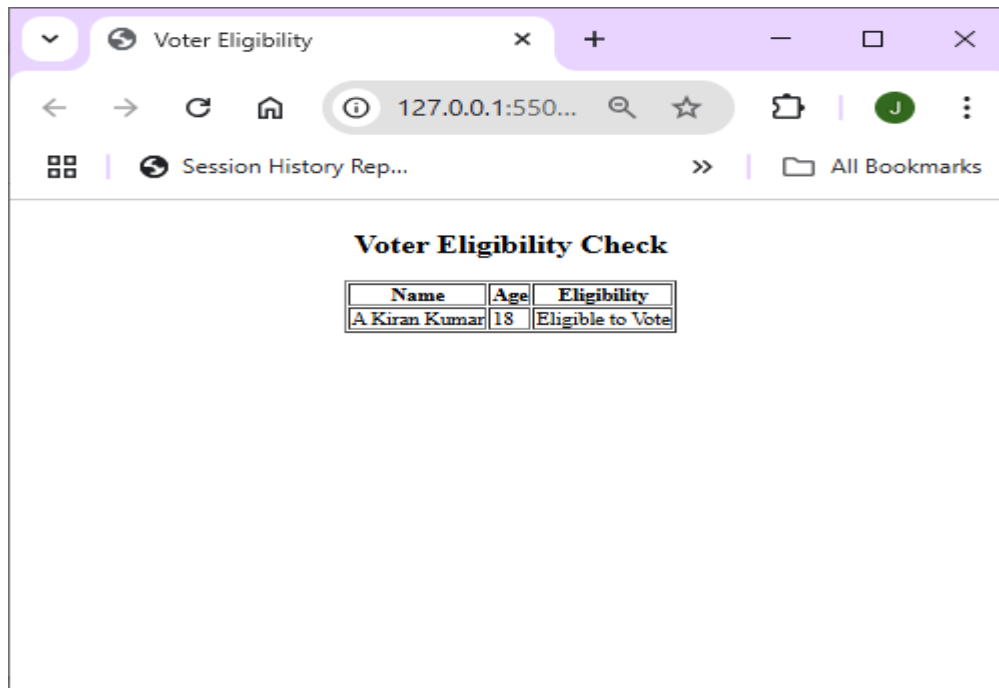 Voter Eligibility
127.0.0.1:550...
J
Session History Rep...
All Bookmarks
Voter Eligibility Check
Name Age Eligibility
A Kiran Kumar 18 Eligible to Vote